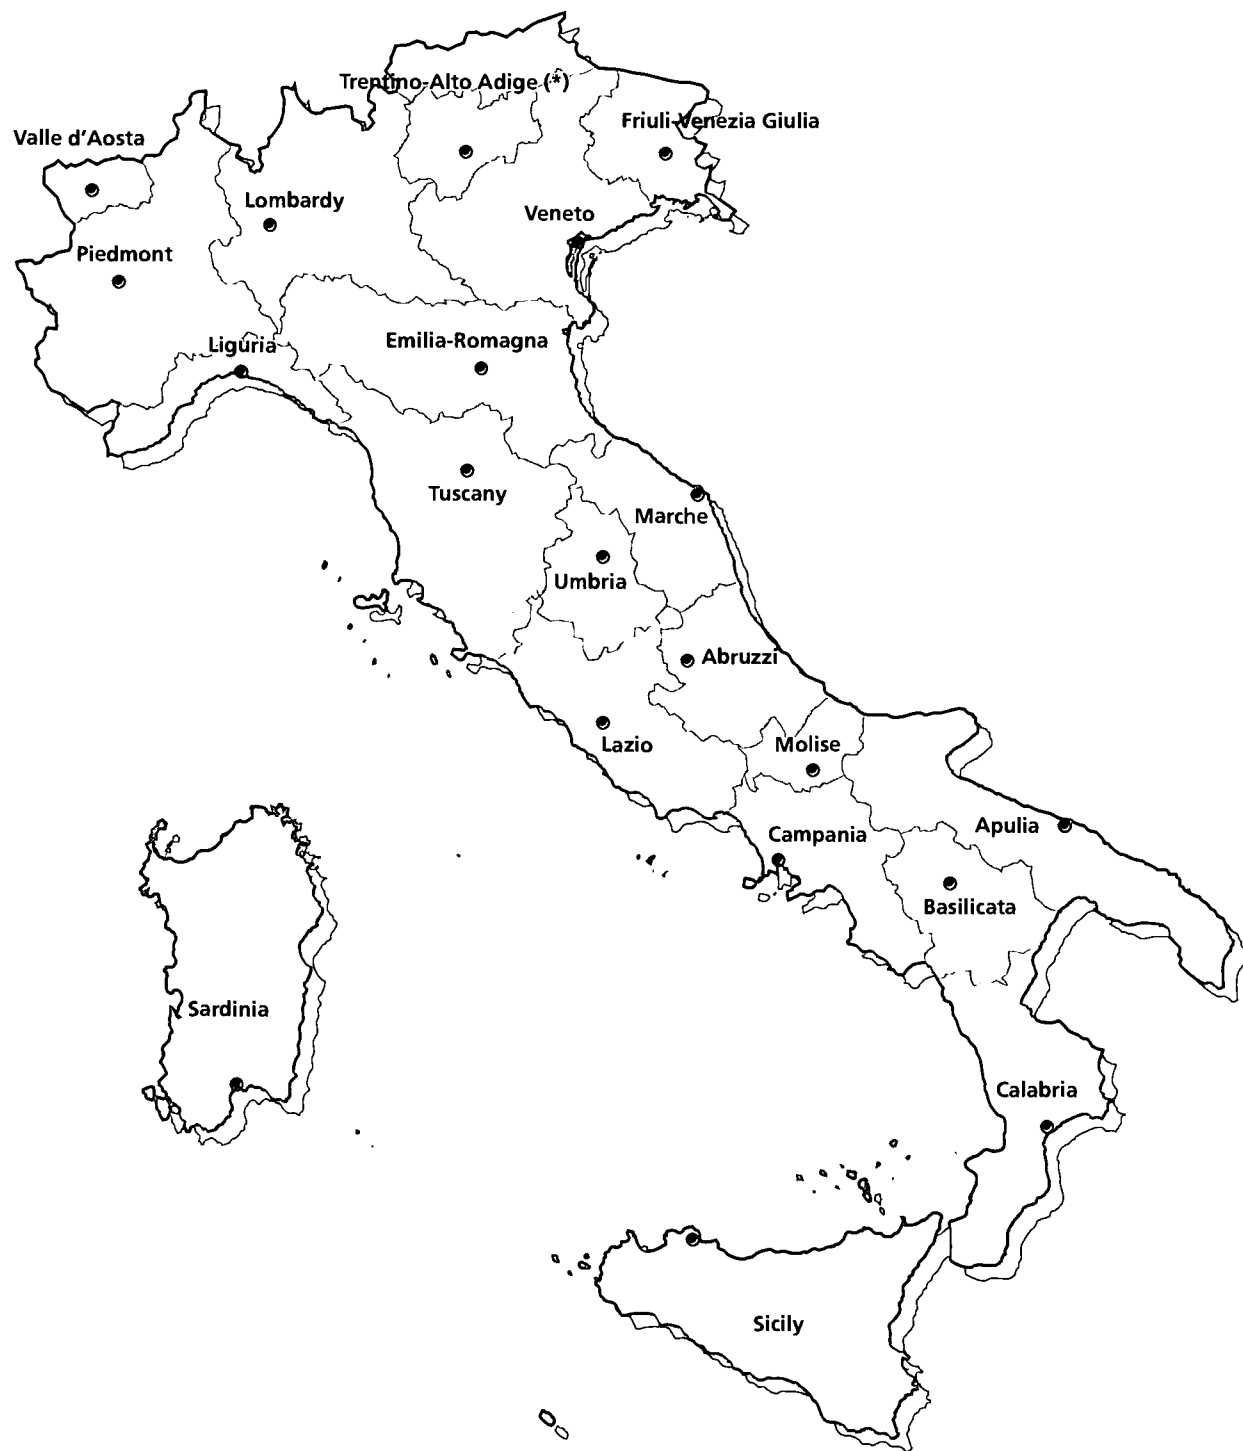 Trentino-Alto Adige (*)
Friuli-Venezia Giulia
Valle d'Aosta
Lombardy
Veneto
Piedmont
Liguria
Emilia-Romagna
Tuscany
Marche
Umbria
Abruzzi
Lazio
Molise
Campania
Apulia
Basilicata
Sardinia
Calabria
Sicily